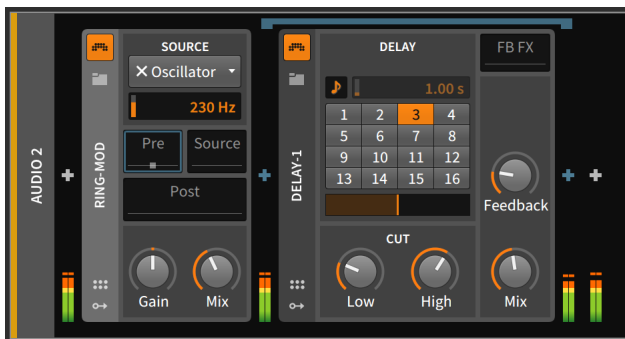 AUDIO 2
RING-MOD
SOURCE
Oscillator
230 Hz
Pre Source
Post
Gain Mix
DELAY-1
DELAY
1.00 s
1 2 3 4
5 6 7 8
9 10 11 12
13 14 15 16
CUT
Low High
FB FX
Feedback
Mix